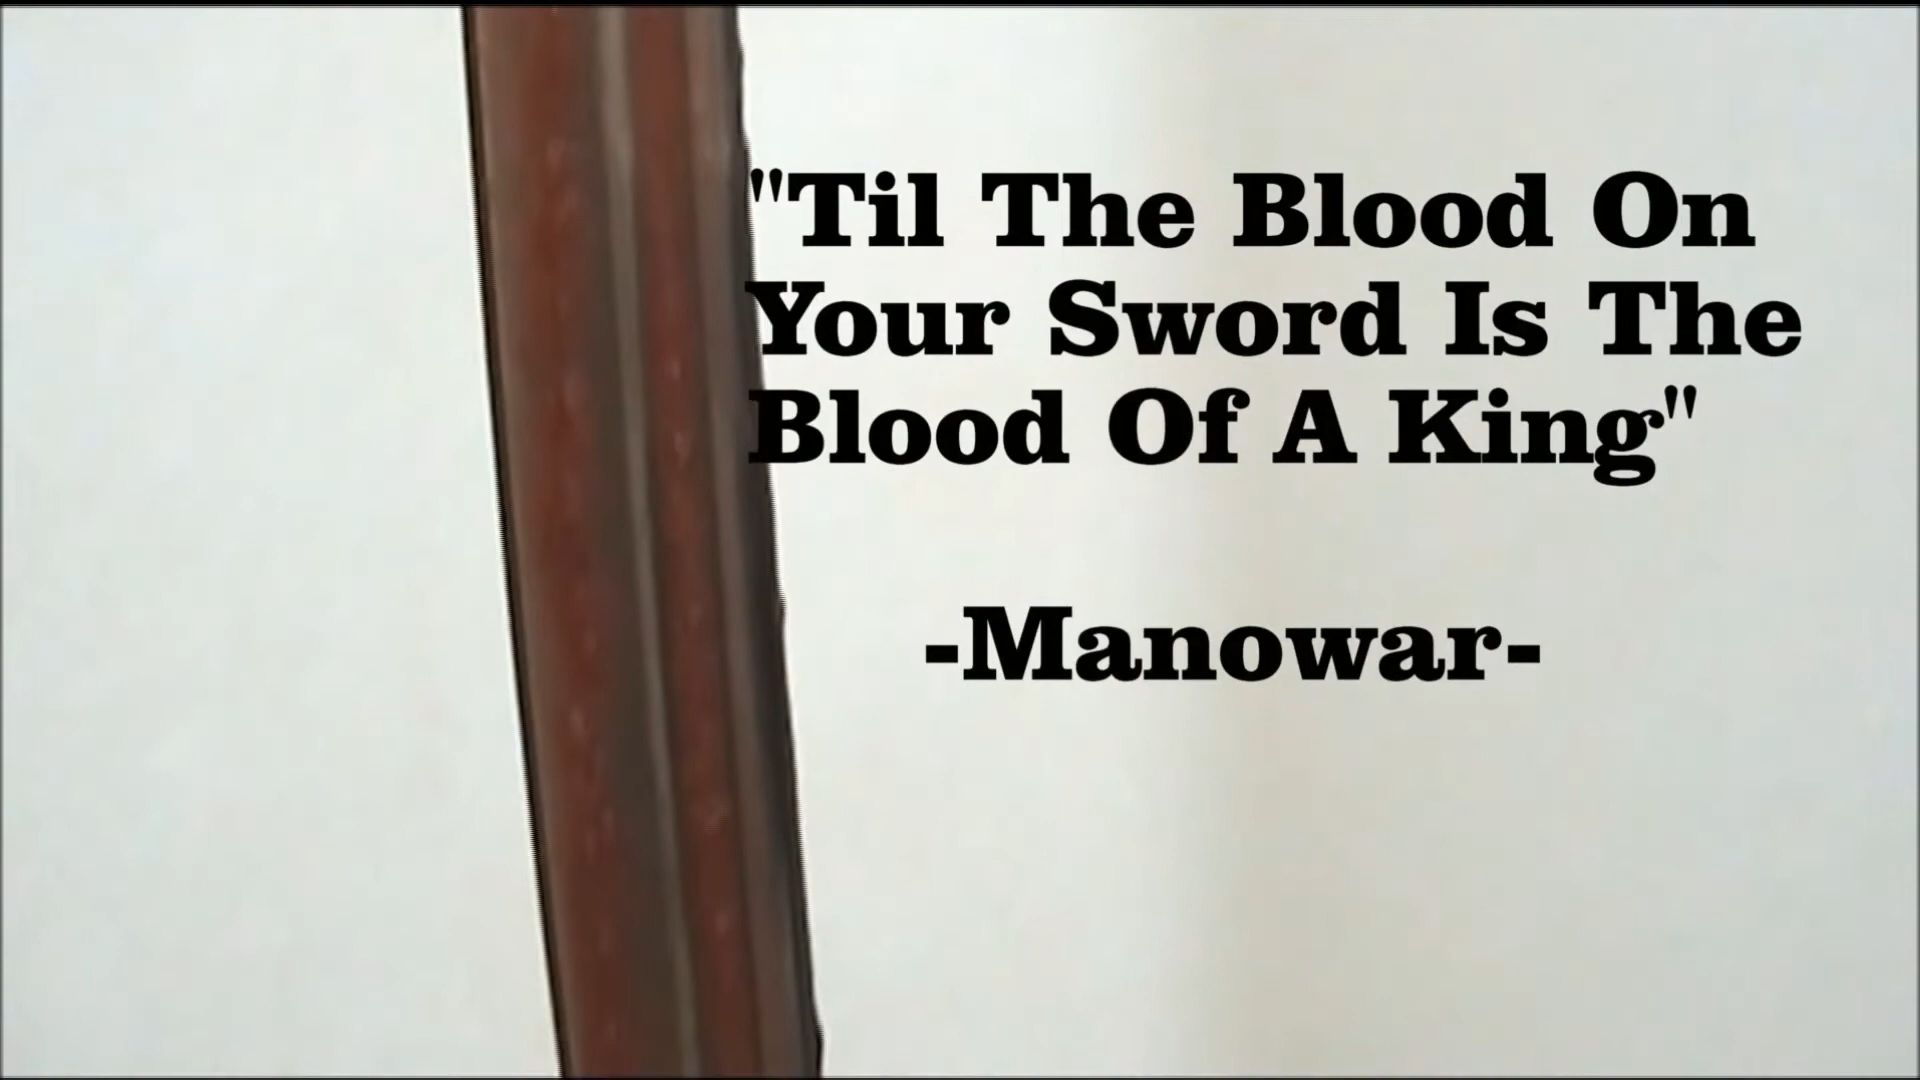 "Til The Blood On
Your Sword Is The
Blood Of A King"
-Manowar-